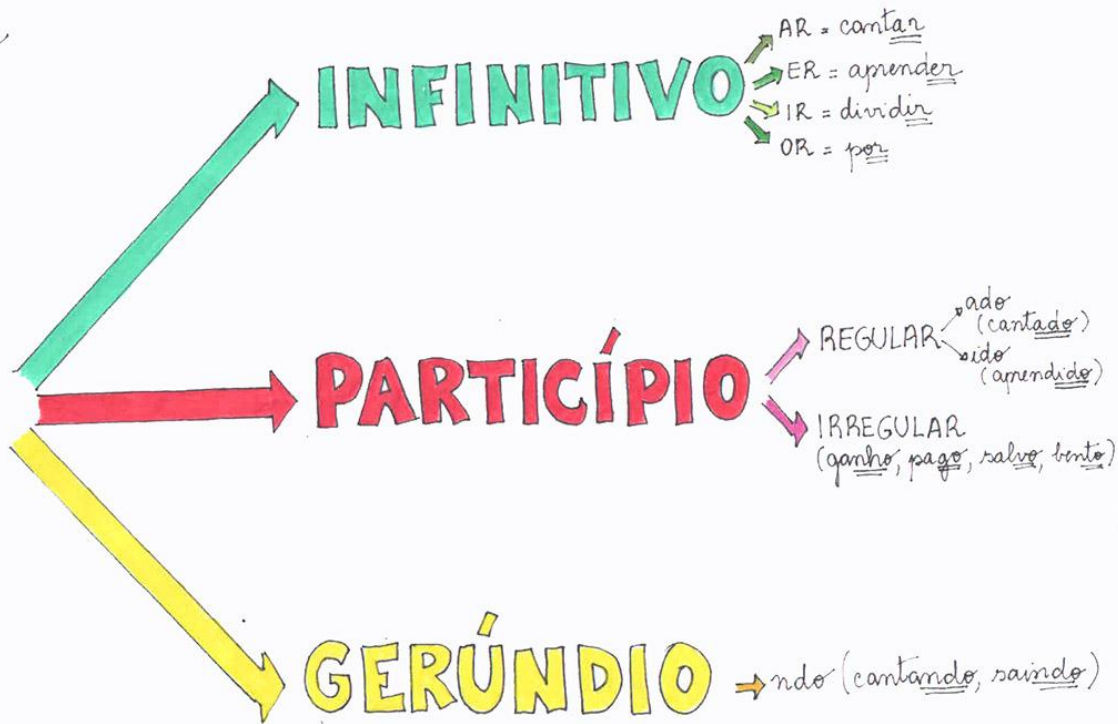 INFINITIVO
AR = cantar
ER = aprender
IR = dividir
OR = por
PARTICÍPIO
REGULAR
ado
(cantado)
ido
(aprendido)
IRREGULAR
(ganho, pago, salvo, bento)
GERÚNDIO
ndo (cantando, saindo)